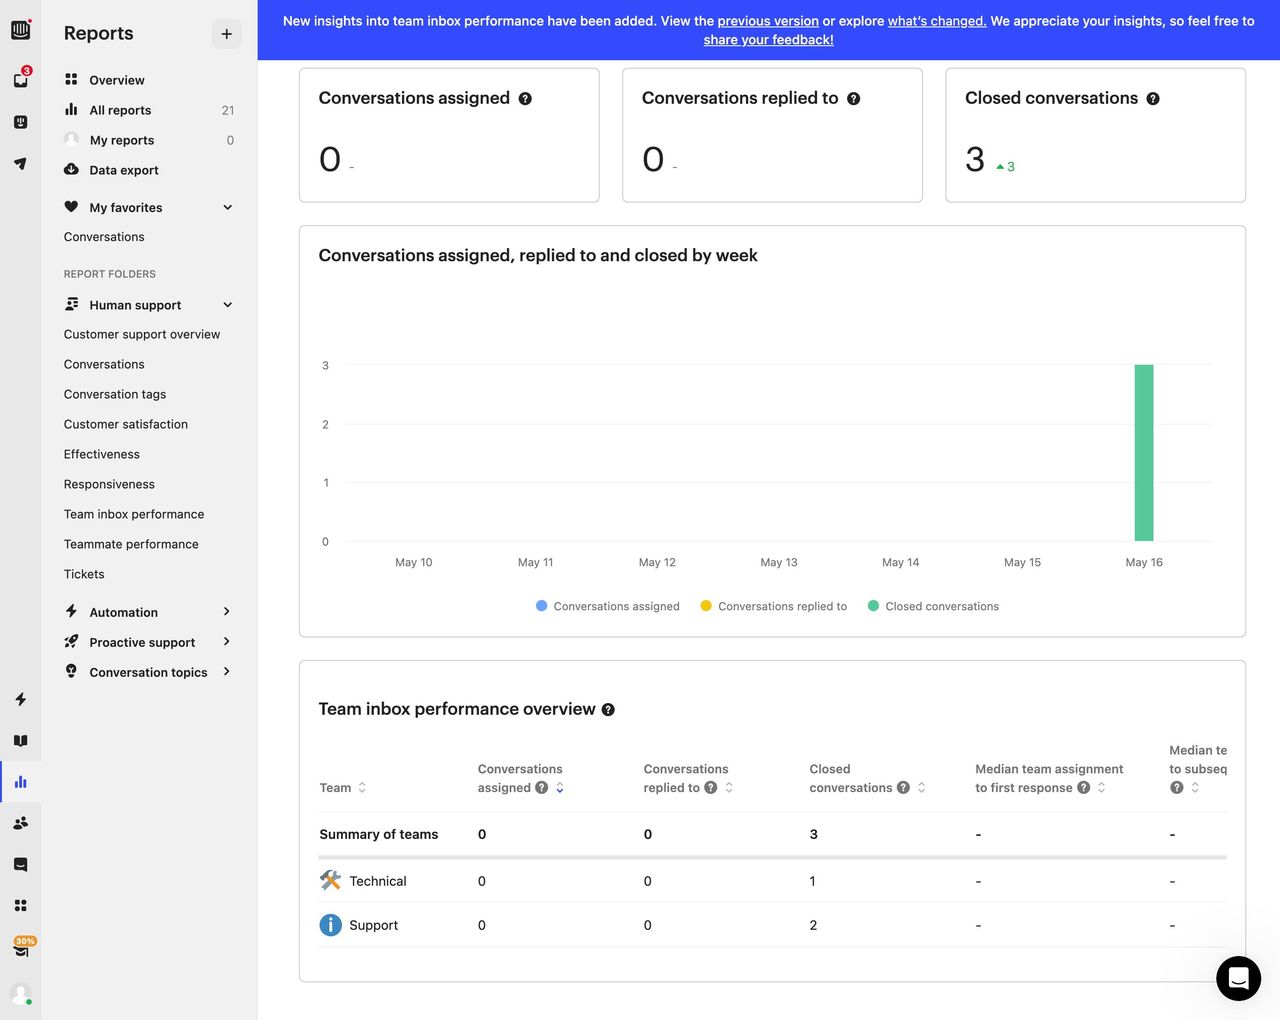 New insights into team inbox performance have been added. View the previous version or explore what's changed. We appreciate your insights, so feel free to
share your feedback!
Reports
+
3
Overview
All reports 21
My reports 0
Data export
My favorites
Conversations
REPORT FOLDERS
Human support
Customer support overview
Conversations
Conversation tags
Customer satisfaction
Effectiveness
Responsiveness
Team inbox performance
Teammate performance
Tickets
Automation
Proactive support
Conversation topics
30%
Conversations assigned ?
0 -
Conversations replied to ?
0 -
Closed conversations ?
3 3
Conversations assigned, replied to and closed by week
3
2
1
0
May 10 May 11 May 12 May 13 May 14 May 15 May 16
Conversations assigned Conversations replied to Closed conversations
Team inbox performance overview ?
Team
Conversations
assigned ?
Conversations
replied to ?
Closed
conversations ?
Median team assignment
to first response ?
Median te
to subseq
?
Summary of teams 0 0 3 - -
Technical 0 0 1 - -
i Support 0 0 2 - -